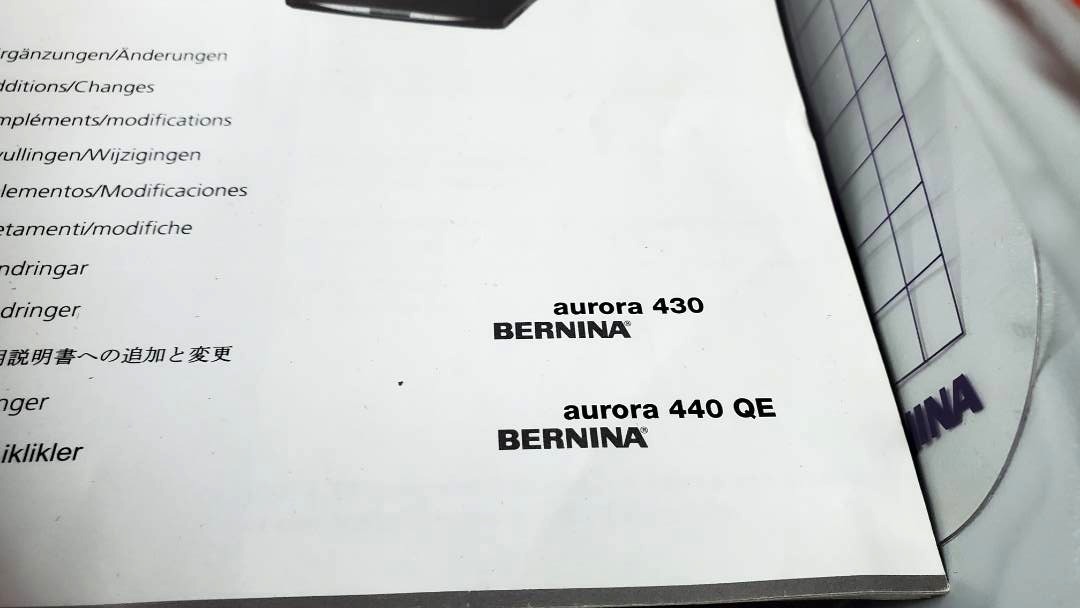 rgänzungen/Änderungen
dditions/Changes
mpléments/modifications
vullingen/Wijzigingen
lementos/Modificaciones
etamenti/modifiche
ndringar
dringer
用説明書への追加と変更
nger
iklikler
aurora 430
BERNINA®
aurora 440 QE
BERNINA®
INA